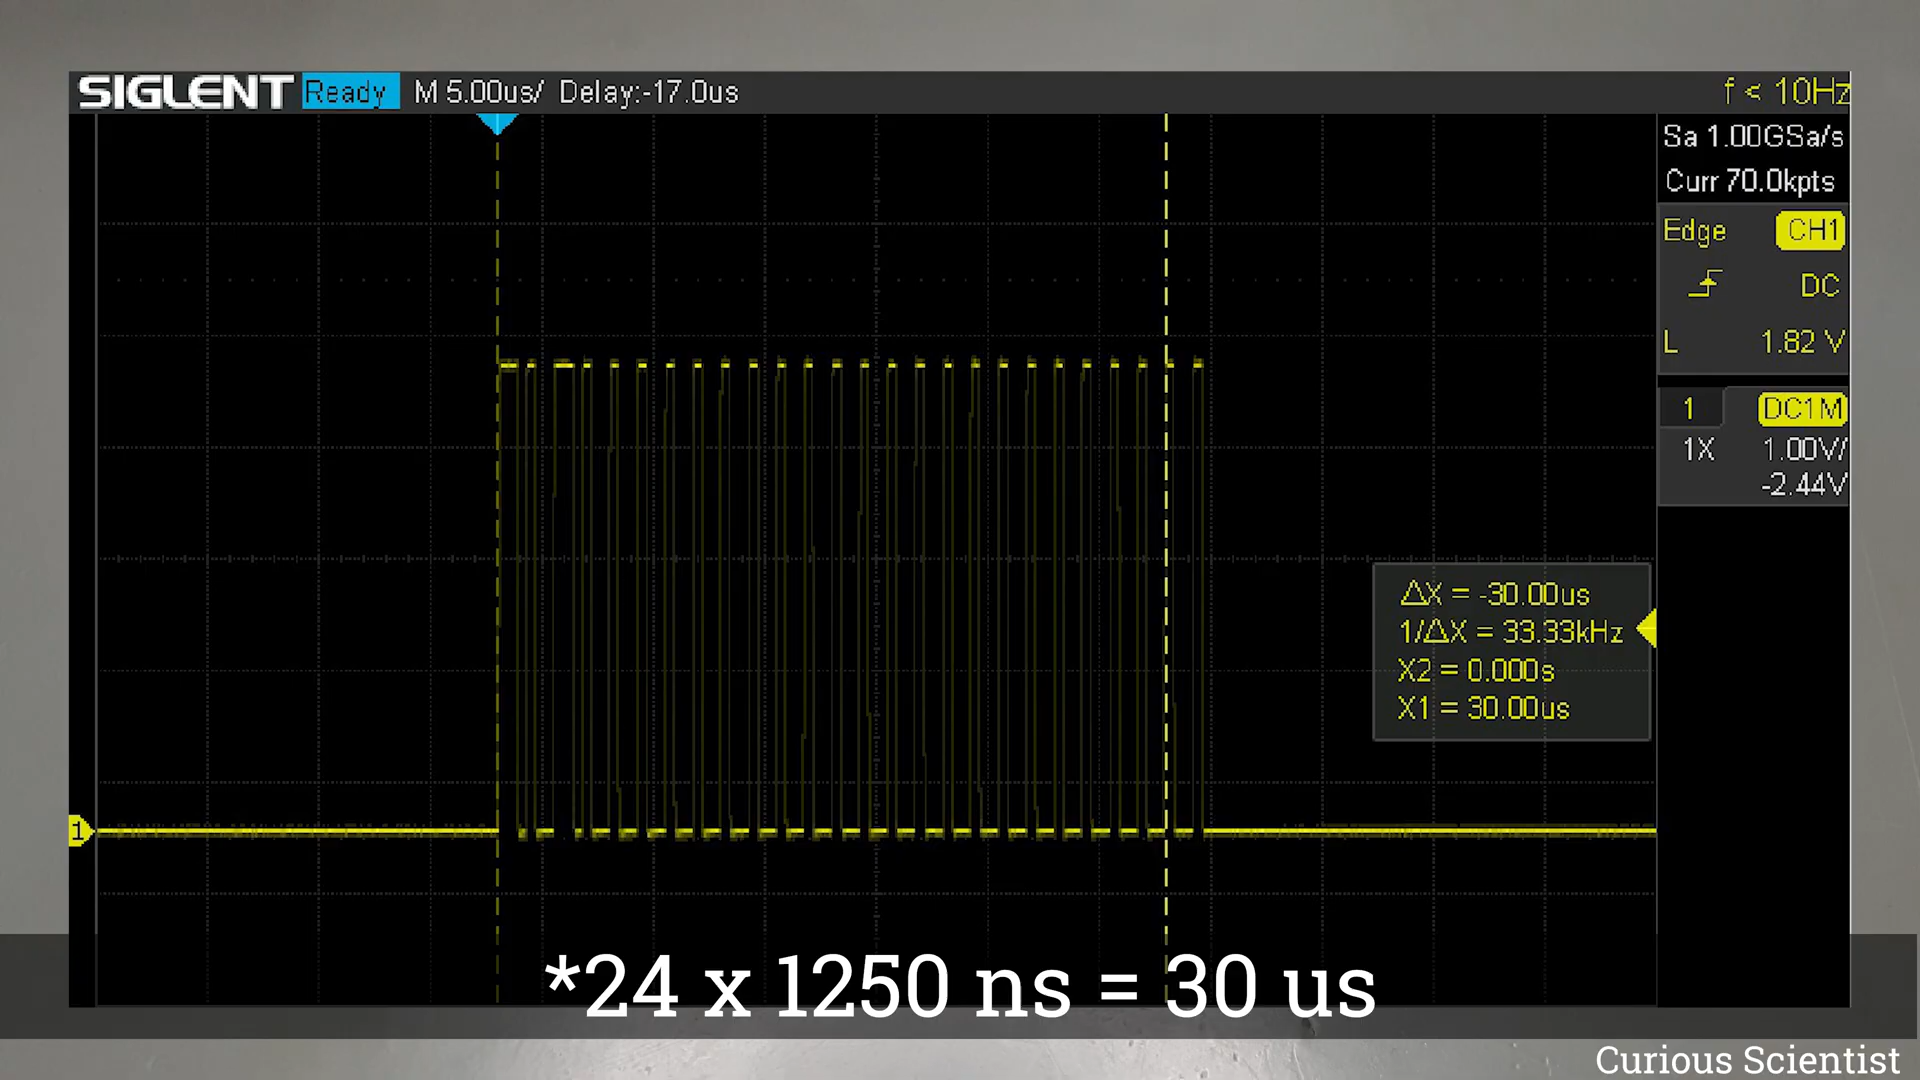 SIGLENT Ready M 5.00us/ Delay:-17.0us f < 10Hz
Sa 1.00GSa/s
Curr 70.0kpts
Edge CH1
DC
L 1.82 V
1 DC1M
1X 1.00V/
-2.44V
ΔX = -30.00us
1/ΔX = 33.33kHz
X2 = 0.000s
X1 = 30.00us
1
*24 x 1250 ns = 30 us
Curious Scientist